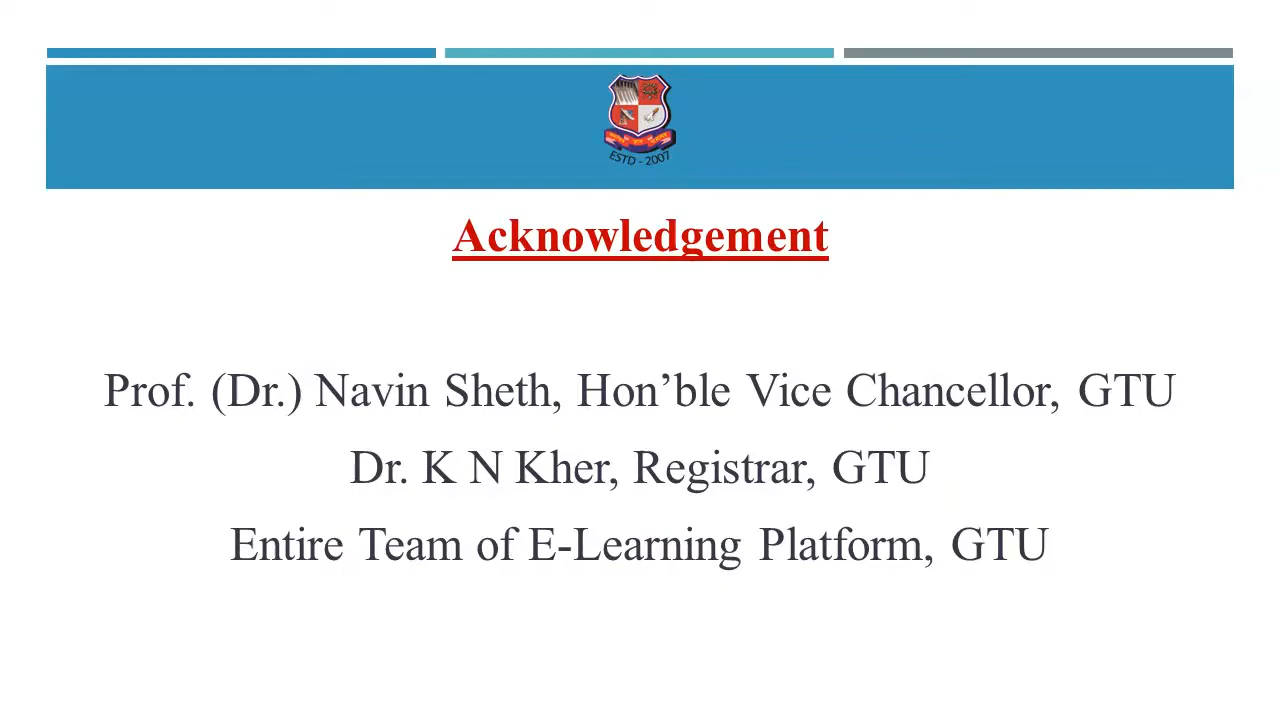 ESTD - 2007
Acknowledgement
Prof. (Dr.) Navin Sheth, Hon’ble Vice Chancellor, GTU
Dr. K N Kher, Registrar, GTU
Entire Team of E-Learning Platform, GTU